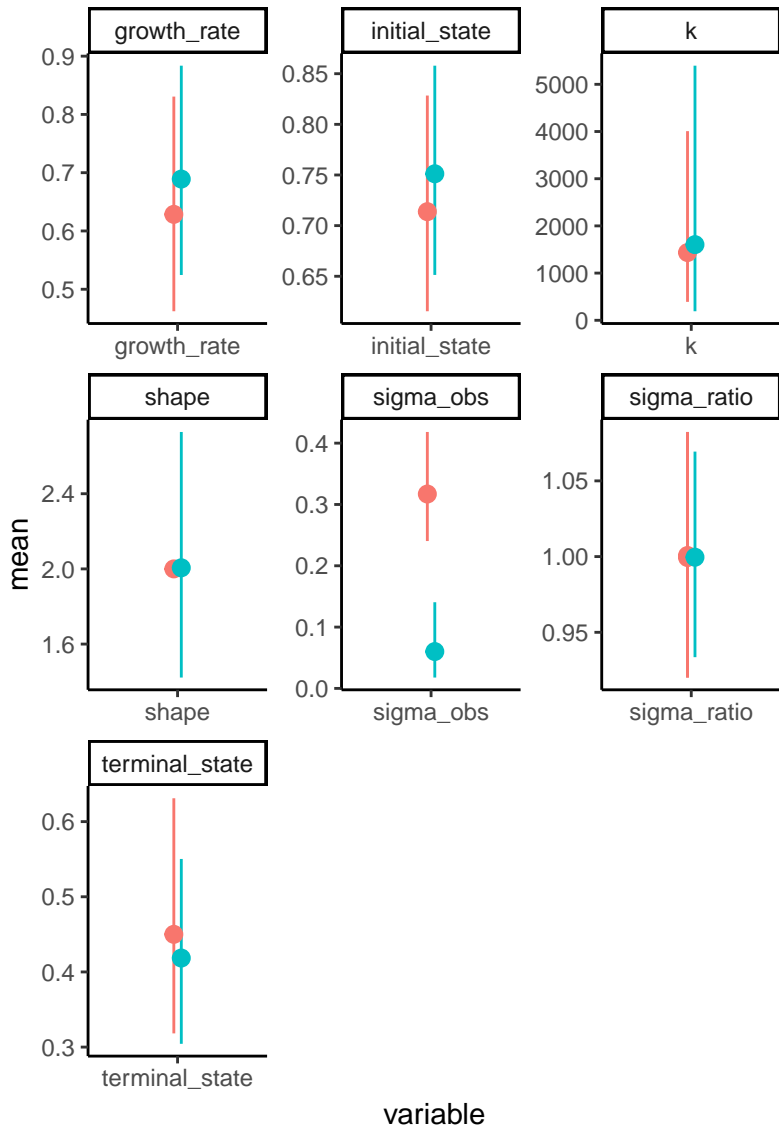 growth_rate
initial_state
k
0.9
0.8
0.7
0.6
0.5
0.85
0.80
0.75
0.70
0.65
5000
4000
3000
2000
1000
0
growth_rate
initial_state
k
shape
sigma_obs
sigma_ratio
2.4
2.0
1.6
0.4
0.3
0.2
0.1
0.0
1.05
1.00
0.95
shape
sigma_obs
sigma_ratio
mean
terminal_state
0.6
0.5
0.4
0.3
terminal_state
variable